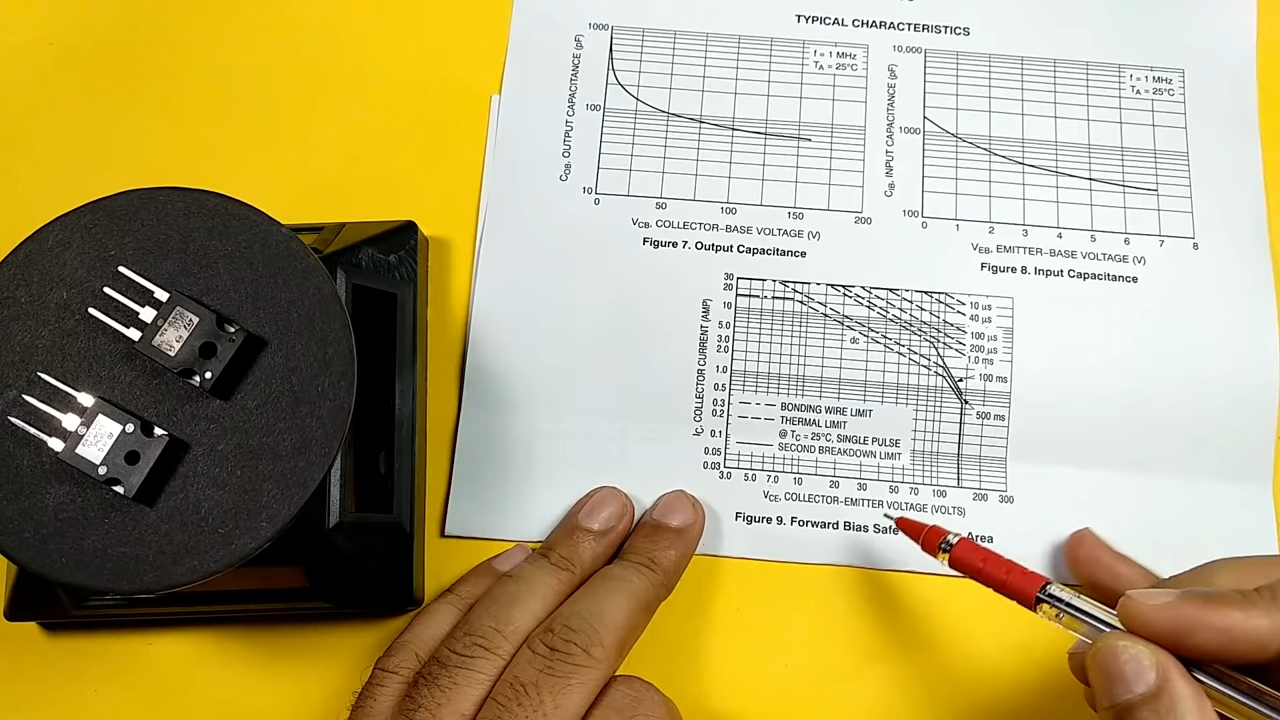 TYPICAL CHARACTERISTICS
1000
100
10
COB, OUTPUT CAPACITANCE (pF)
f = 1 MHz
TA = 25°C
0 50 100 150 200
VCB, COLLECTOR-BASE VOLTAGE (V)
Figure 7. Output Capacitance
10,000
1000
100
CIB, INPUT CAPACITANCE (pF)
f = 1 MHz
TA = 25°C
0 1 2 3 4 5 6 7 8
VEB, EMITTER-BASE VOLTAGE (V)
Figure 8. Input Capacitance
30
20
10
5.0
3.0
2.0
1.0
0.5
0.3
0.2
0.1
0.05
0.03
IC, COLLECTOR CURRENT (AMP)
10 µs
40 µs
100 µs
200 µs
1.0 ms
100 ms
500 ms
dc
BONDING WIRE LIMIT
THERMAL LIMIT
@ TC = 25°C, SINGLE PULSE
SECOND BREAKDOWN LIMIT
3.0 5.0 7.0 10 20 30 50 70 100 200 300
VCE, COLLECTOR-EMITTER VOLTAGE (VOLTS)
Figure 9. Forward Bias Safe Area